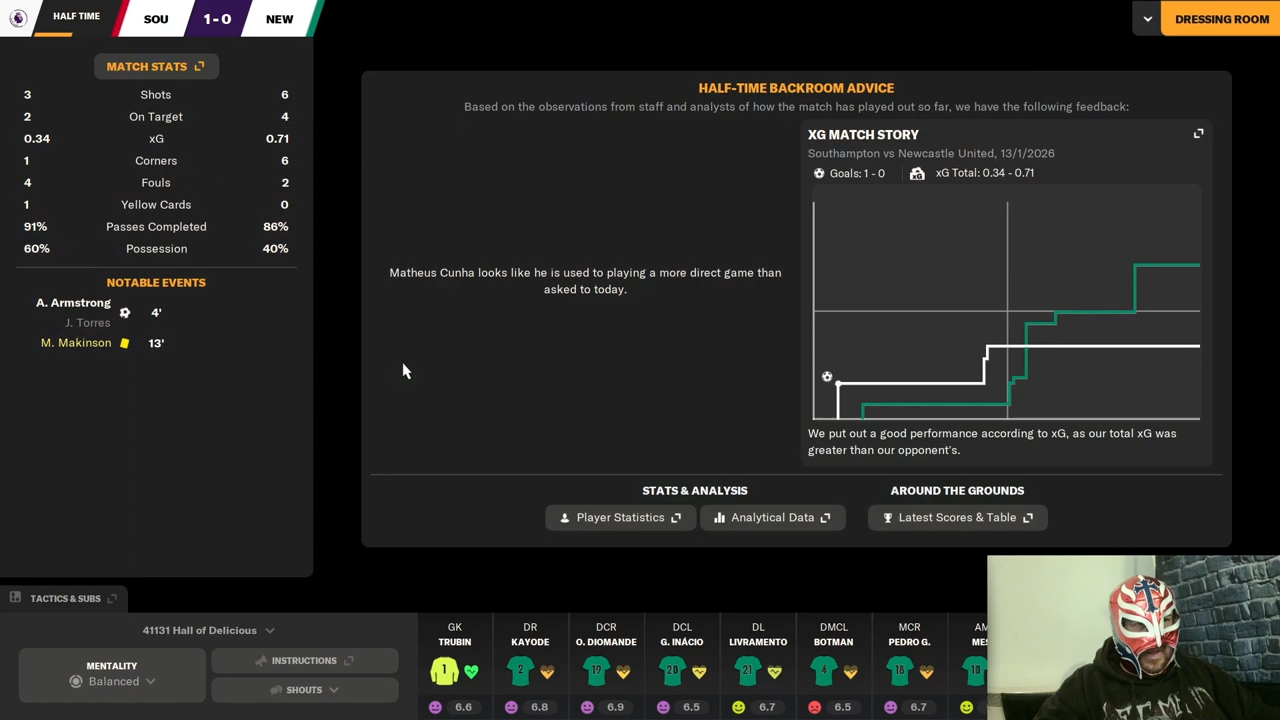 HALF TIME
SOU
1 - 0
NEW
DRESSING ROOM
MATCH STATS
3 Shots 6
2 On Target 4
0.34 xG 0.71
1 Corners 6
4 Fouls 2
1 Yellow Cards 0
91% Passes Completed 86%
60% Possession 40%
NOTABLE EVENTS
A. Armstrong 4'
J. Torres
M. Makinson 13'
HALF-TIME BACKROOM ADVICE
Based on the observations from staff and analysts of how the match has played out so far, we have the following feedback:
Matheus Cunha looks like he is used to playing a more direct game than
asked to today.
XG MATCH STORY
Southampton vs Newcastle United, 13/1/2026
Goals: 1 - 0 xG Total: 0.34 - 0.71
We put out a good performance according to xG, as our total xG was
greater than our opponent's.
STATS & ANALYSIS
Player Statistics
Analytical Data
AROUND THE GROUNDS
Latest Scores & Table
TACTICS & SUBS
41131 Hall of Delicious
MENTALITY
Balanced
INSTRUCTIONS
SHOUTS
GK
TRUBIN
1
6.6
DR
KAYODE
2
6.8
DCR
O. DIOMANDE
19
6.9
DCL
G. INÁCIO
20
6.5
DL
LIVRAMENTO
21
6.7
DMCL
BOTMAN
4
6.5
MCR
PEDRO G.
18
6.7
10